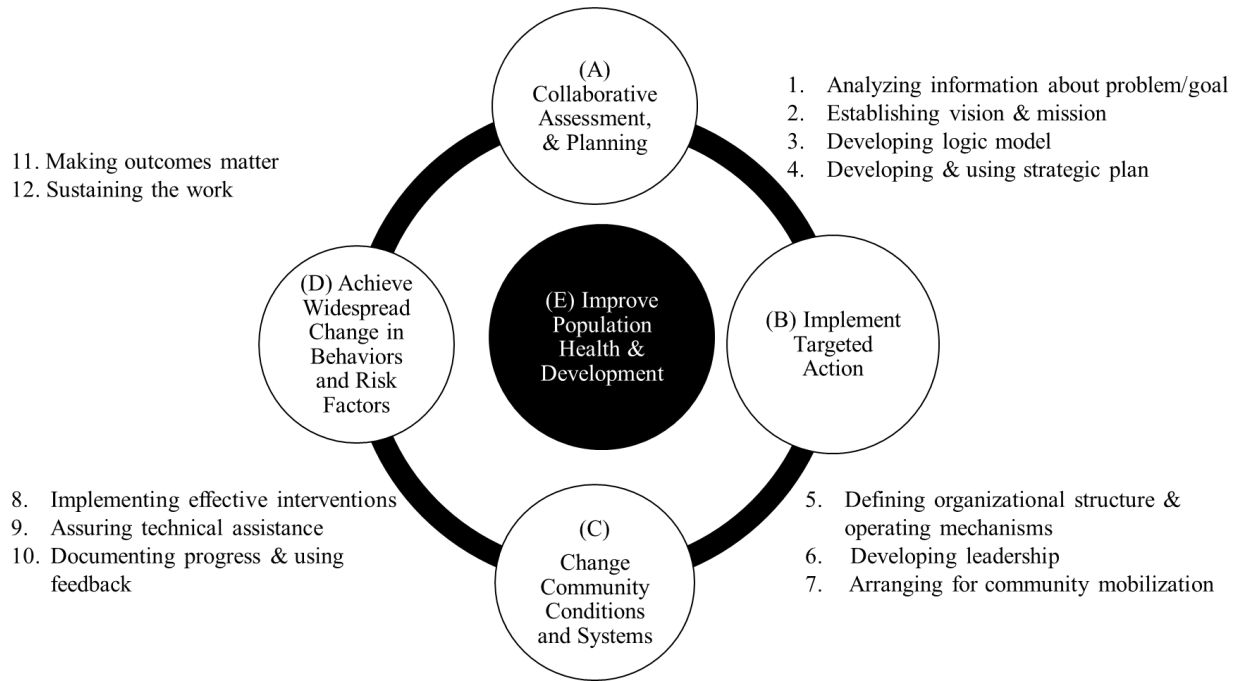 (A)
Collaborative
Assessment,
& Planning
1. Analyzing information about problem/goal
2. Establishing vision & mission
3. Developing logic model
4. Developing & using strategic plan
11. Making outcomes matter
12. Sustaining the work
(D) Achieve
Widespread
Change in
Behaviors
and Risk
Factors
(E) Improve
Population
Health &
Development
(B) Implement
Targeted
Action
8. Implementing effective interventions
9. Assuring technical assistance
10. Documenting progress & using
feedback
(C)
Change
Community
Conditions
and Systems
5. Defining organizational structure &
operating mechanisms
6. Developing leadership
7. Arranging for community mobilization